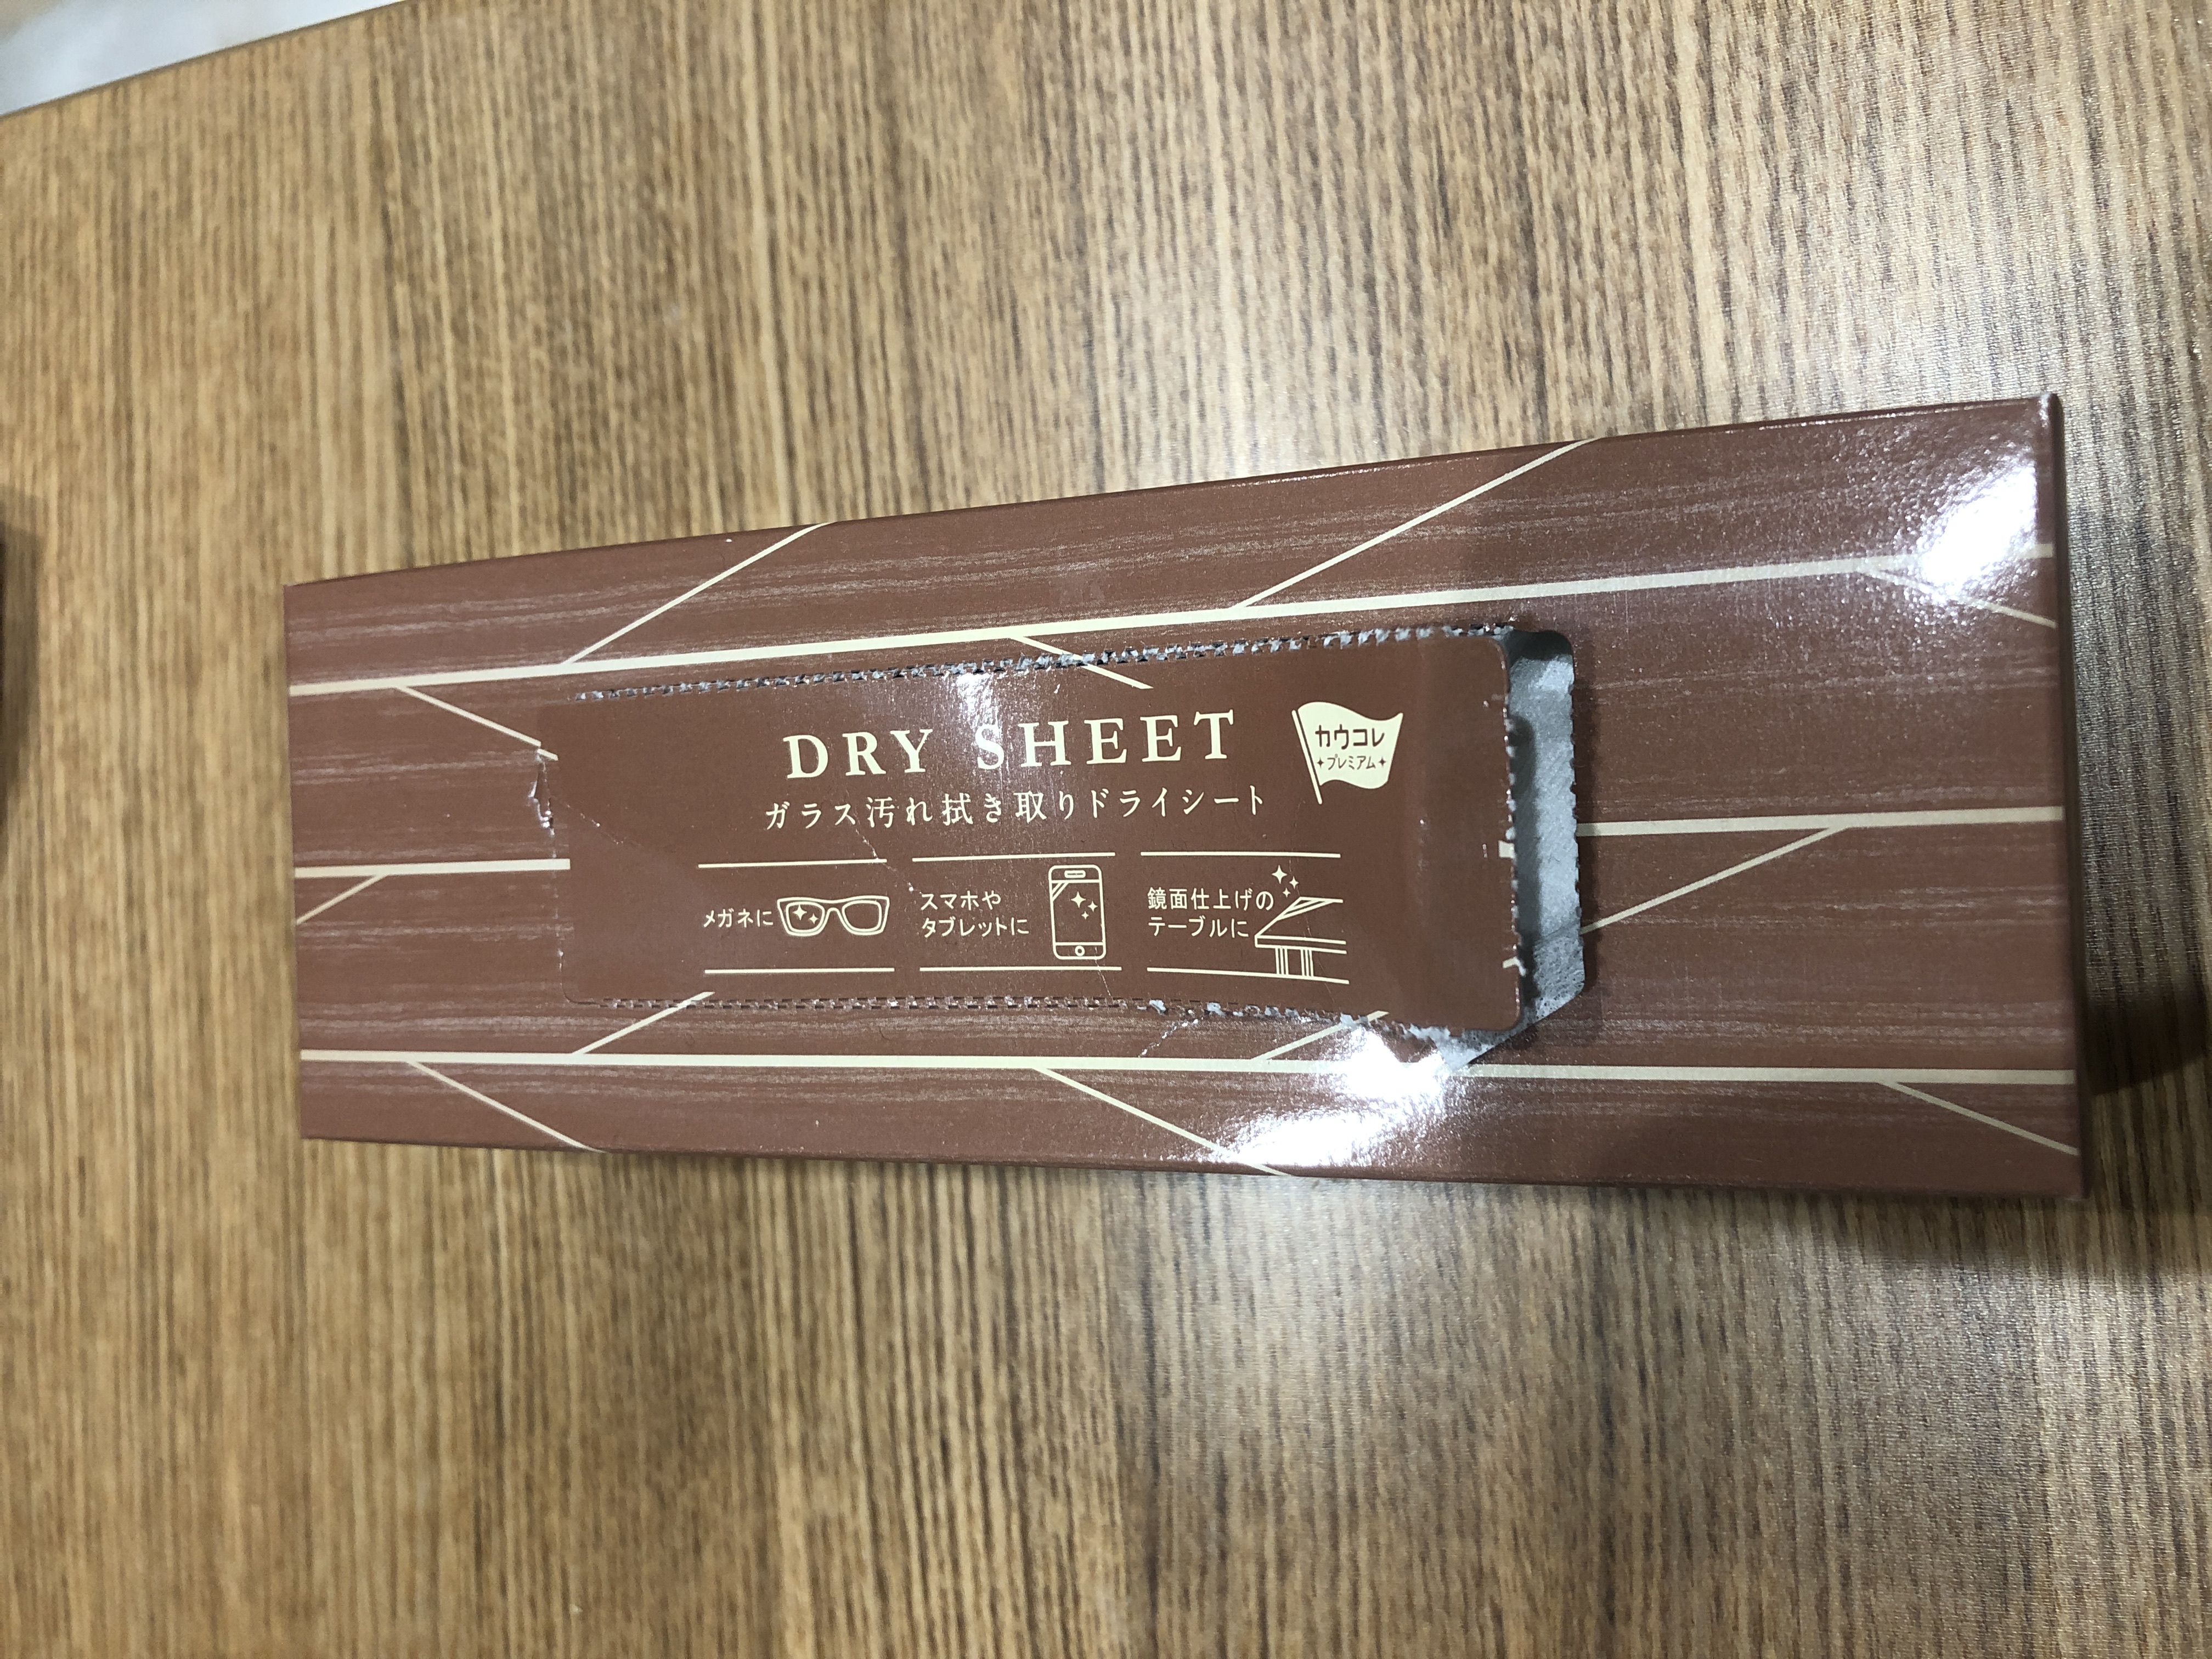 DRY SHEET
ガラス汚れ拭き取りドライシート
カウコレ
プレミアム
メガネに
スマホや
タブレットに
鏡面仕上げの
テーブルに